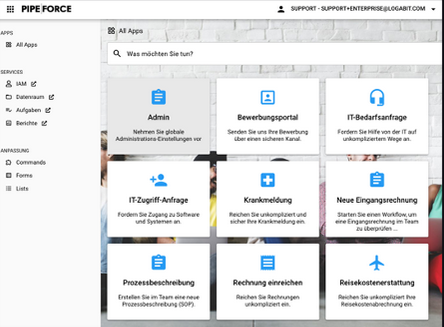 PIPE FORCE
SUPPORT - SUPPORT+ENTERPRISE@LOGABIT.COM
APPS
All Apps
SERVICES
IAM
Datenraum
Aufgaben
Berichte
ANPASSUNG
Commands
Forms
Lists
All Apps
Was möchten Sie tun?
Admin
Nehmen Sie globale
Administrations-Einstellungen vor
Bewerbungsportal
Senden Sie uns Ihre Bewerbung
über einen sicheren Kanal.
IT-Bedarfsanfrage
Fordern Sie Hilfe von der IT auf
unkompliziertem Wege an.
IT-Zugriff-Anfrage
Fordern Sie Zugang zu Software
und Systemen an.
Krankmeldung
Reichen Sie unkompliziert und
sicher Ihre Krankmeldung ein.
Neue Eingangsrechnung
Starten Sie einen Workflow, um
eine Eingangsrechnung im Team
zu überprüfen ...
Prozessbeschreibung
Erstellen Sie im Team eine neue
Prozessbeschreibung (SOP).
Rechnung einreichen
Reichen Sie Rechnungen
unkompliziert ein.
Reisekostenerstattung
Reichen Sie unkompliziert Ihre
Reisekostenabrechnung ein.